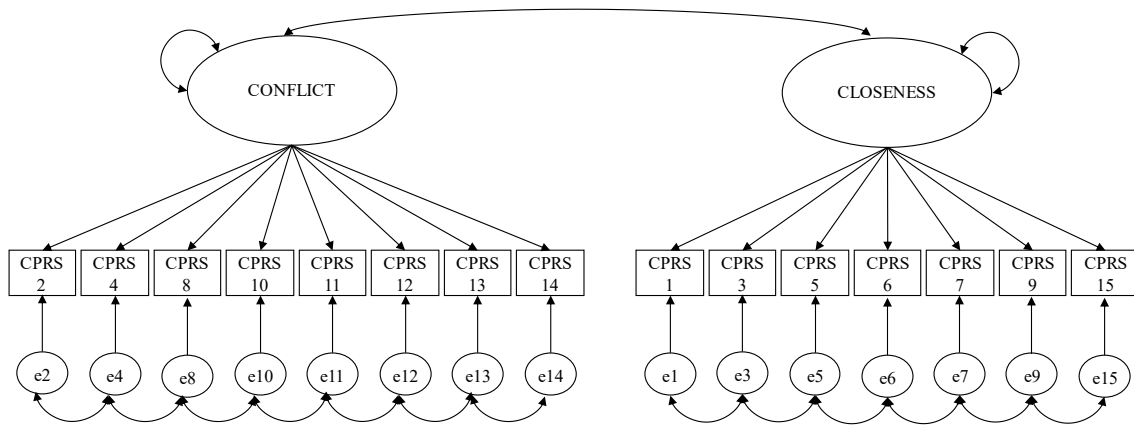 CONFLICT
CLOSENESS
CPRS
2
CPRS
4
CPRS
8
CPRS
10
CPRS
11
CPRS
12
CPRS
13
CPRS
14
CPRS
1
CPRS
3
CPRS
5
CPRS
6
CPRS
7
CPRS
9
CPRS
15
e2
e4
e8
e10
e11
e12
e13
e14
e1
e3
e5
e6
e7
e9
e15